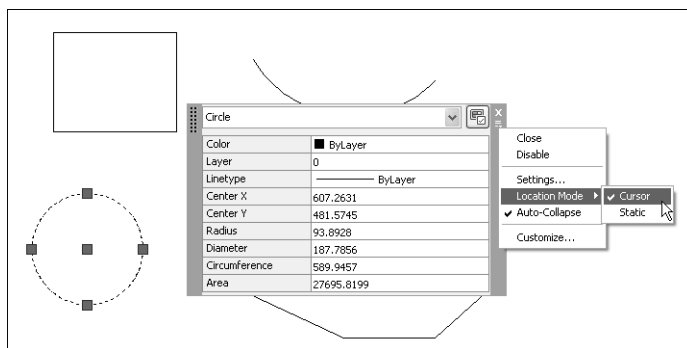 Circle
Color ByLayer
Layer 0
Linetype ByLayer
Center X 607.2631
Center Y 481.5745
Radius 93.8928
Diameter 187.7856
Circumference 589.9457
Area 27695.8199
Close
Disable
Settings...
Location Mode
Auto-Collapse
Customize...
Cursor
Static